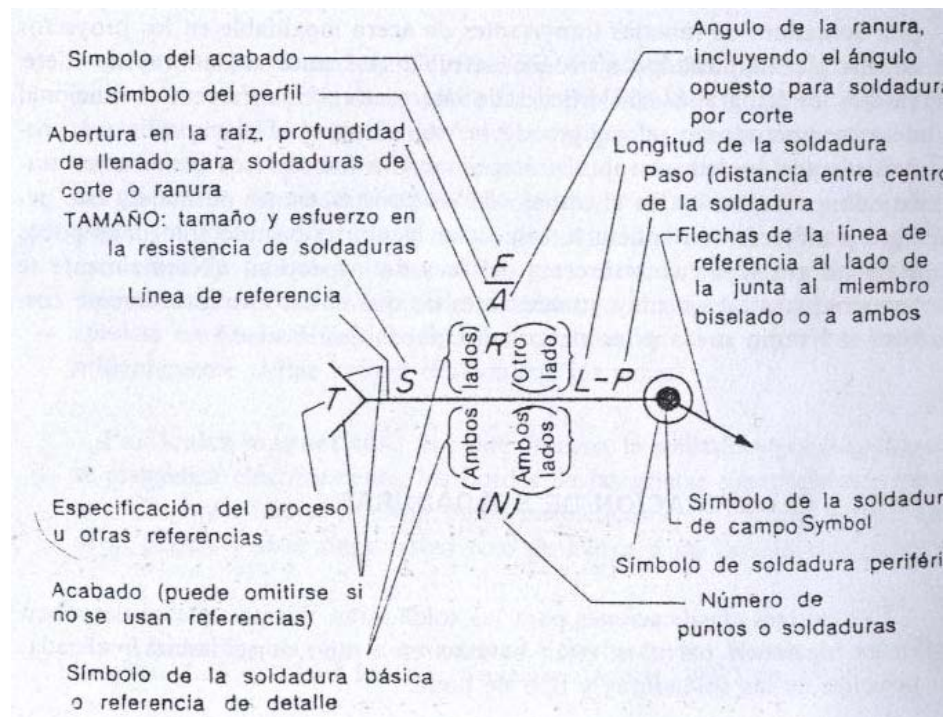 Símbolo del acabado
Símbolo del perfil
Abertura en la raíz. profundidad
de llenado para soldaduras de
corte o ranura
TAMAÑO: tamaño y esfuerzo en
la resistencia de soldaduras
Línea de referencia
Angulo de la ranura,
incluyendo el ángulo
opuesto para soldadura
por corte
Longitud de la soldadura
Paso (distancia entre centro
de la soldadura
Flechas de la línea de
referencia al lado de
la junta al miembro
biselado o a ambos
F
A
R
lados)
Otro
lado)
T
S
L-P
Ambos
Ambos
lados
(N)
Especificación del proceso
u otras referencias
Acabado (puede omitirse si
no se usan referencias)
Símbolo de la soldadura básica
o referencia de detalle
Símbolo de la soldadur
de campo Symbol
Símbolo de soldadura periféri
Número de
puntos o soldaduras